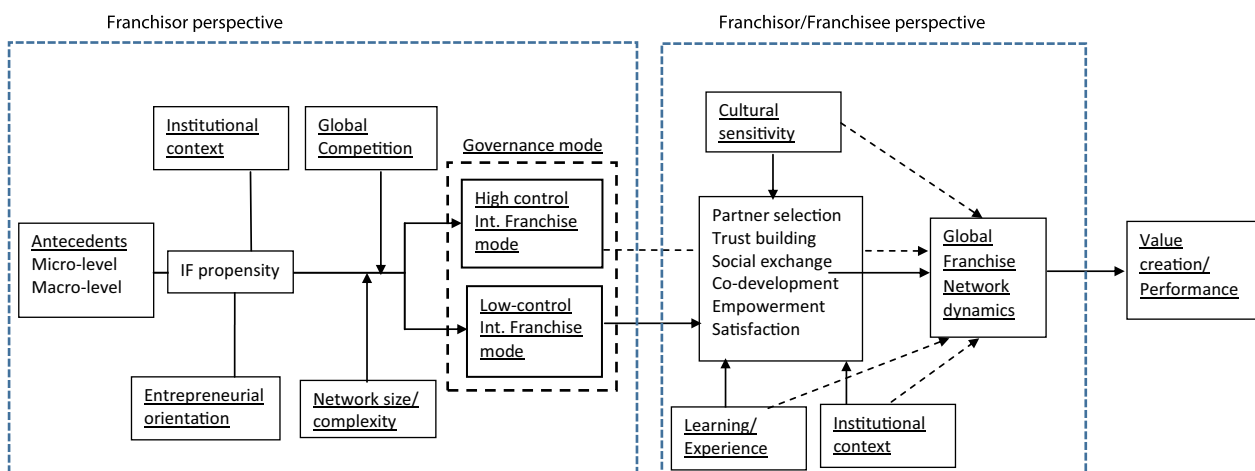 Franchisor perspective
Franchisor/Franchisee perspective
Institutional
context
Global
Competition
Governance mode
Cultural
sensitivity
Antecedents
Micro-level
Macro-level
IF propensity
High control
Int. Franchise
mode
Low-control
Int. Franchise
mode
Entrepreneurial
orientation
Network size/
complexity
Partner selection
Trust building
Social exchange
Co-development
Empowerment
Satisfaction
Global
Franchise
Network
dynamics
Value
creation/
Performance
Learning/
Experience
Institutional
context